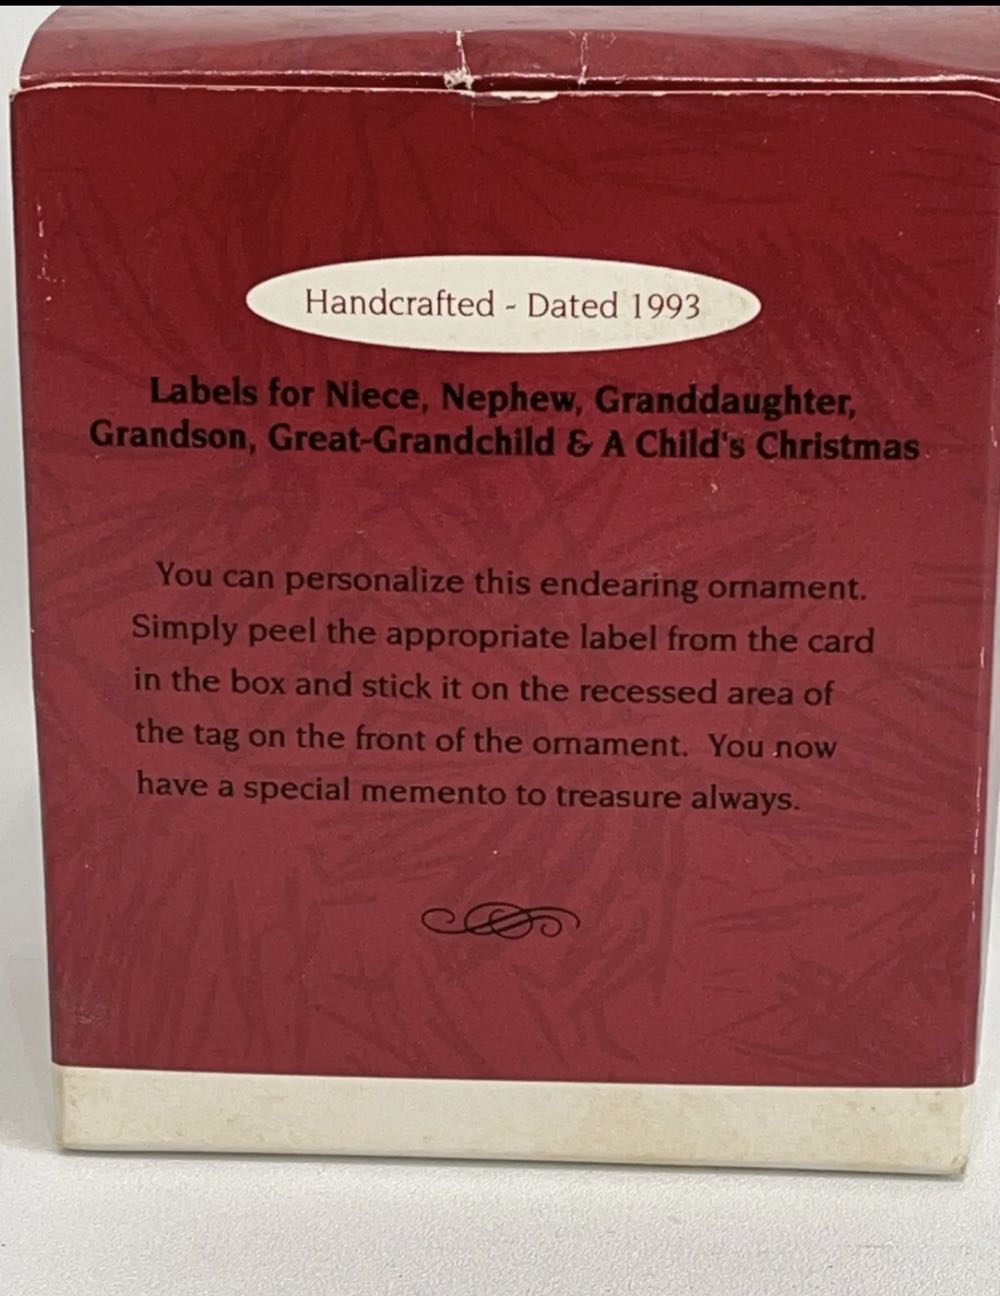 Handcrafted - Dated 1993
Labels for Niece, Nephew, Granddaughter,
Grandson, Great-Grandchild & A Child's Christmas
You can personalize this endearing ornament.
Simply peel the appropriate label from the card
in the box and stick it on the recessed area of
the tag on the front of the ornament. You now
have a special memento to treasure always.